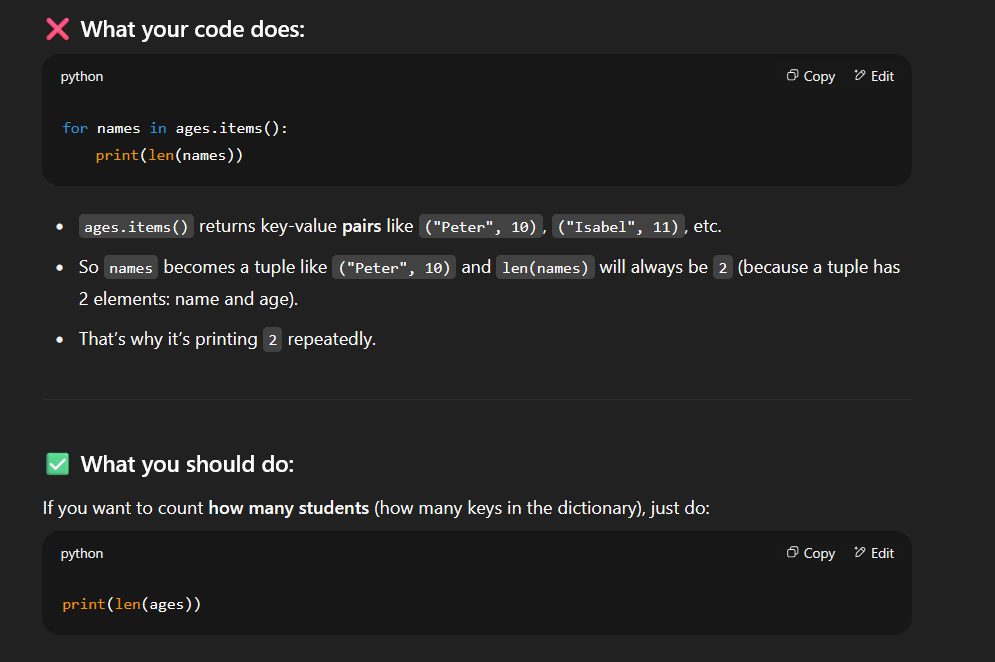 ❌ What your code does:
python
Copy
Edit
for names in ages.items():
    print(len(names))
• ages.items() returns key-value pairs like ("Peter", 10), ("Isabel", 11), etc.
• So names becomes a tuple like ("Peter", 10) and len(names) will always be 2 (because a tuple has
2 elements: name and age).
• That’s why it’s printing 2 repeatedly.
✅ What you should do:
If you want to count how many students (how many keys in the dictionary), just do:
python
Copy
Edit
print(len(ages))